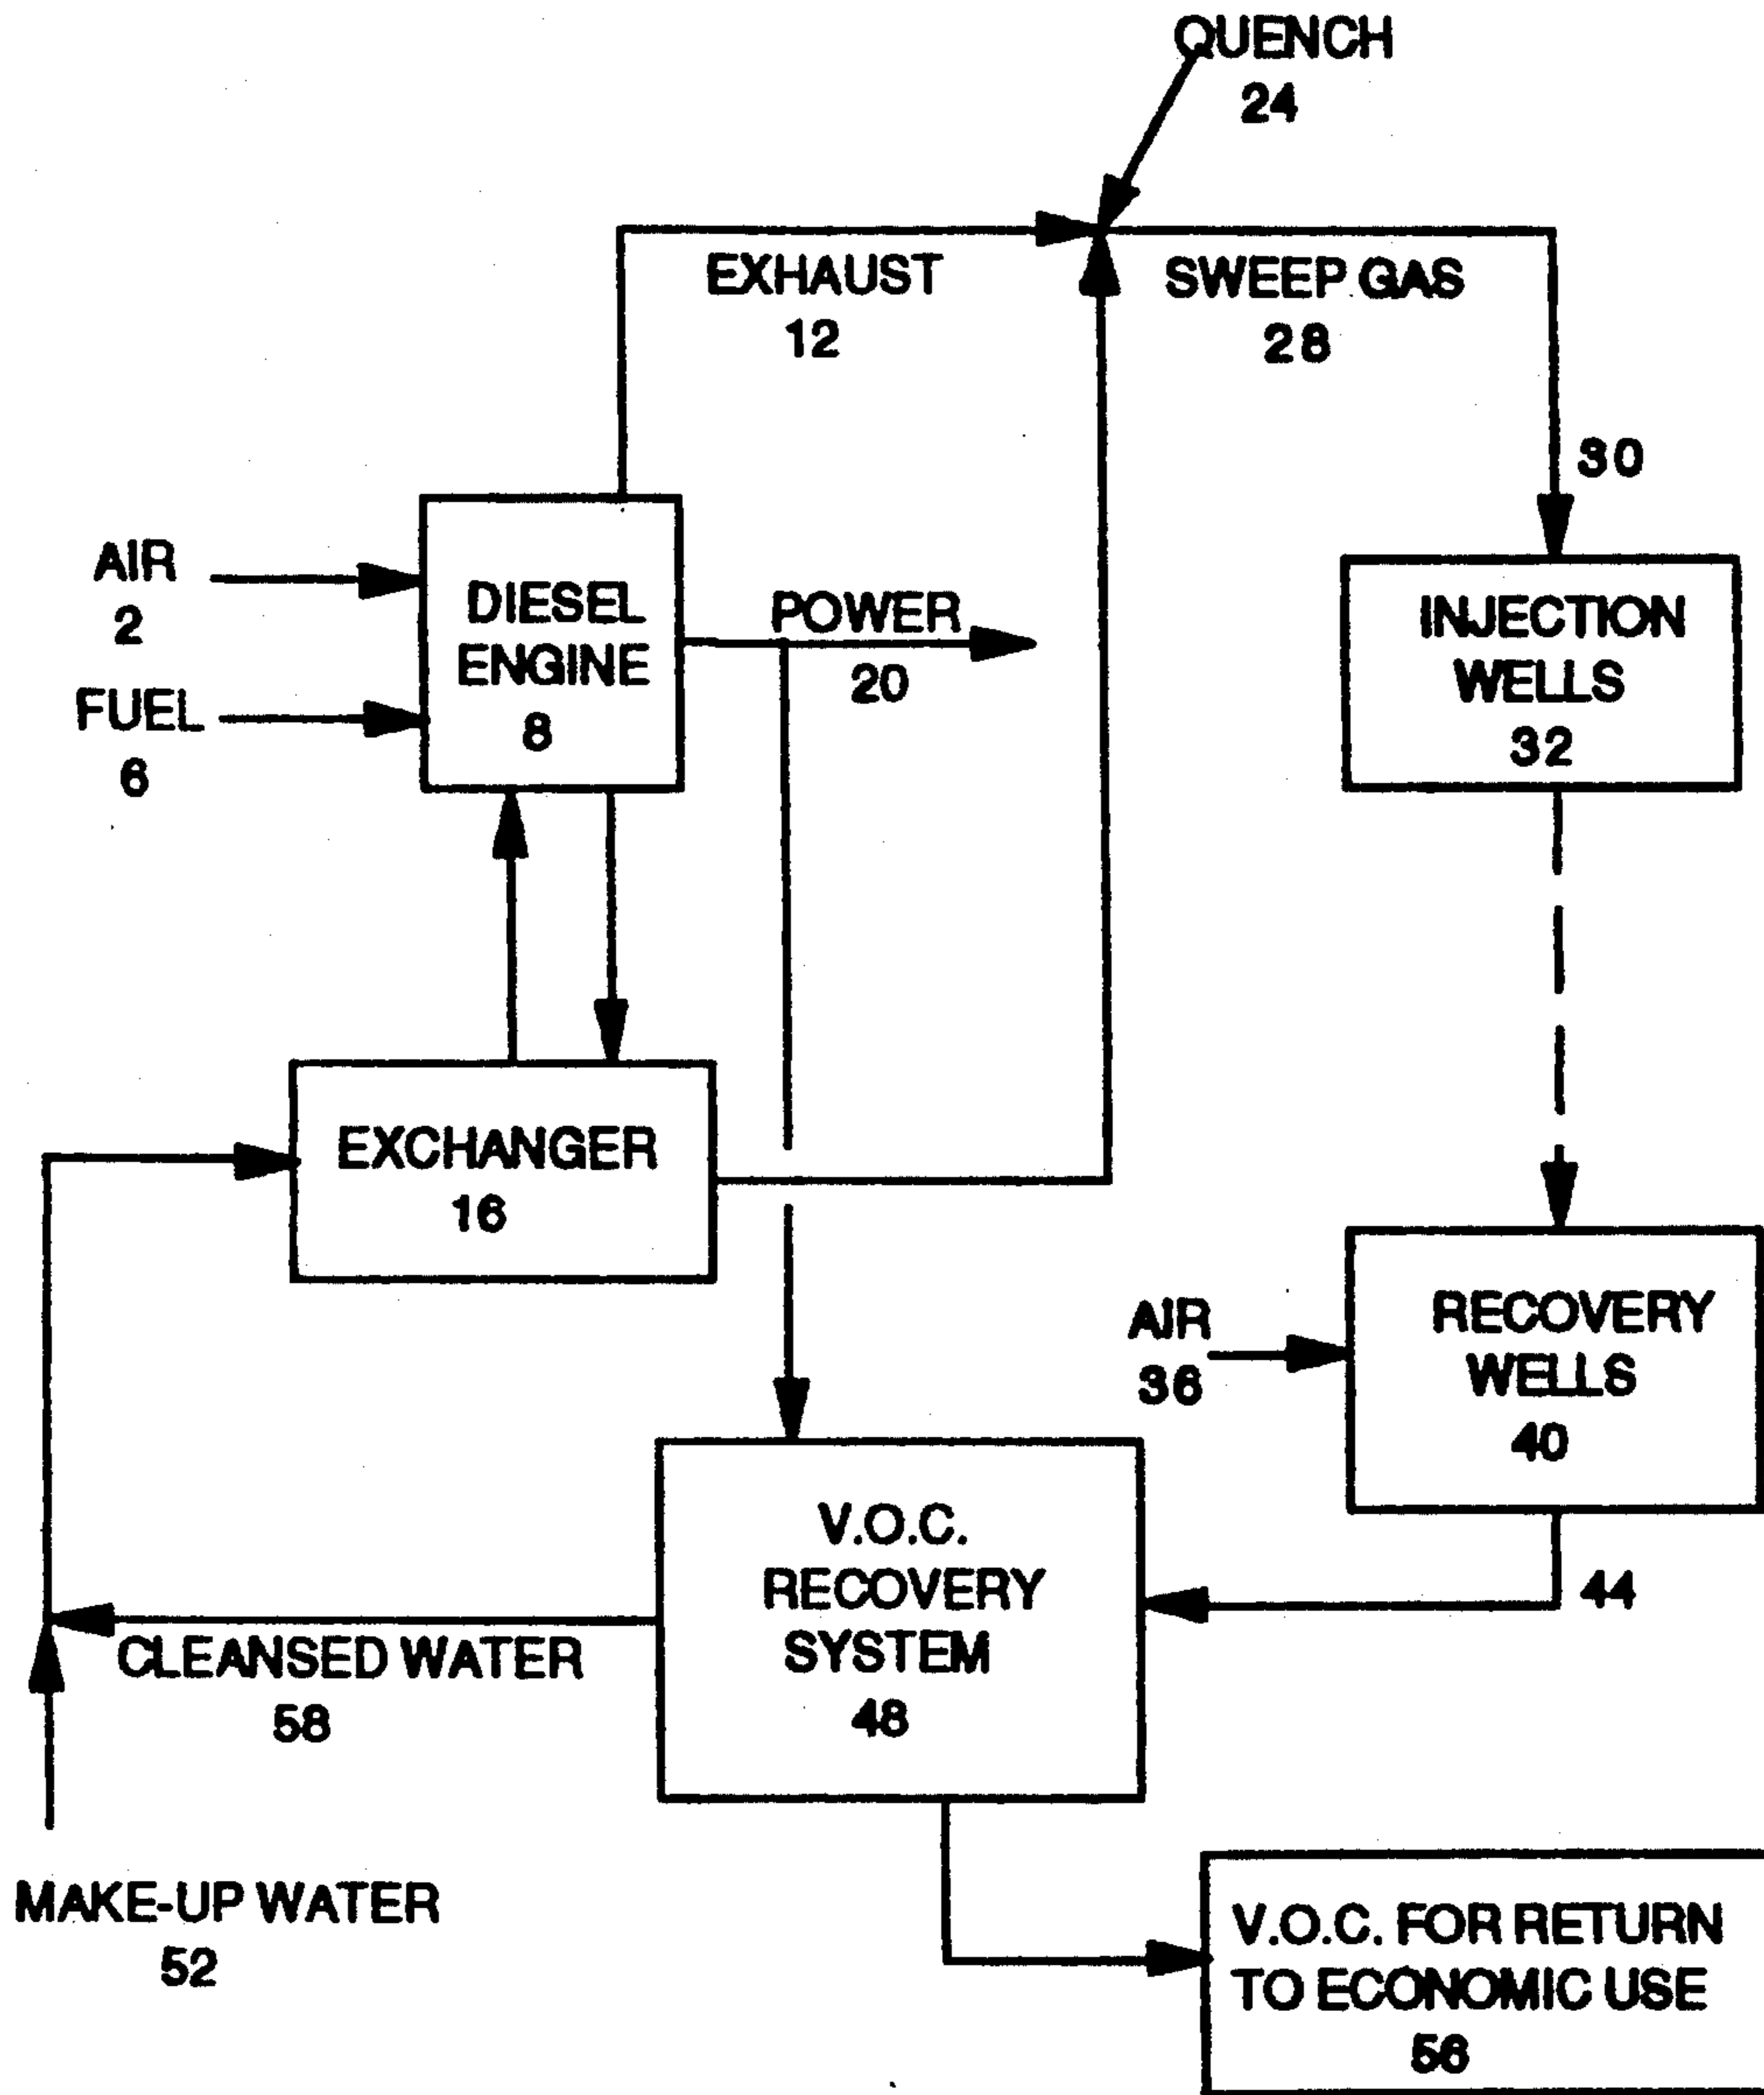 QUENCH
24
EXHAUST
12
SWEEP GAS
28
30
AIR
2
FUEL
6
DIESEL
ENGINE
8
POWER
20
INJECTION
WELLS
32
EXCHANGER
16
AIR
36
RECOVERY
WELLS
40
44
V.O.C.
RECOVERY
SYSTEM
48
CLEANSED WATER
58
MAKE-UP WATER
52
V.O.C. FOR RETURN
TO ECONOMIC USE
56